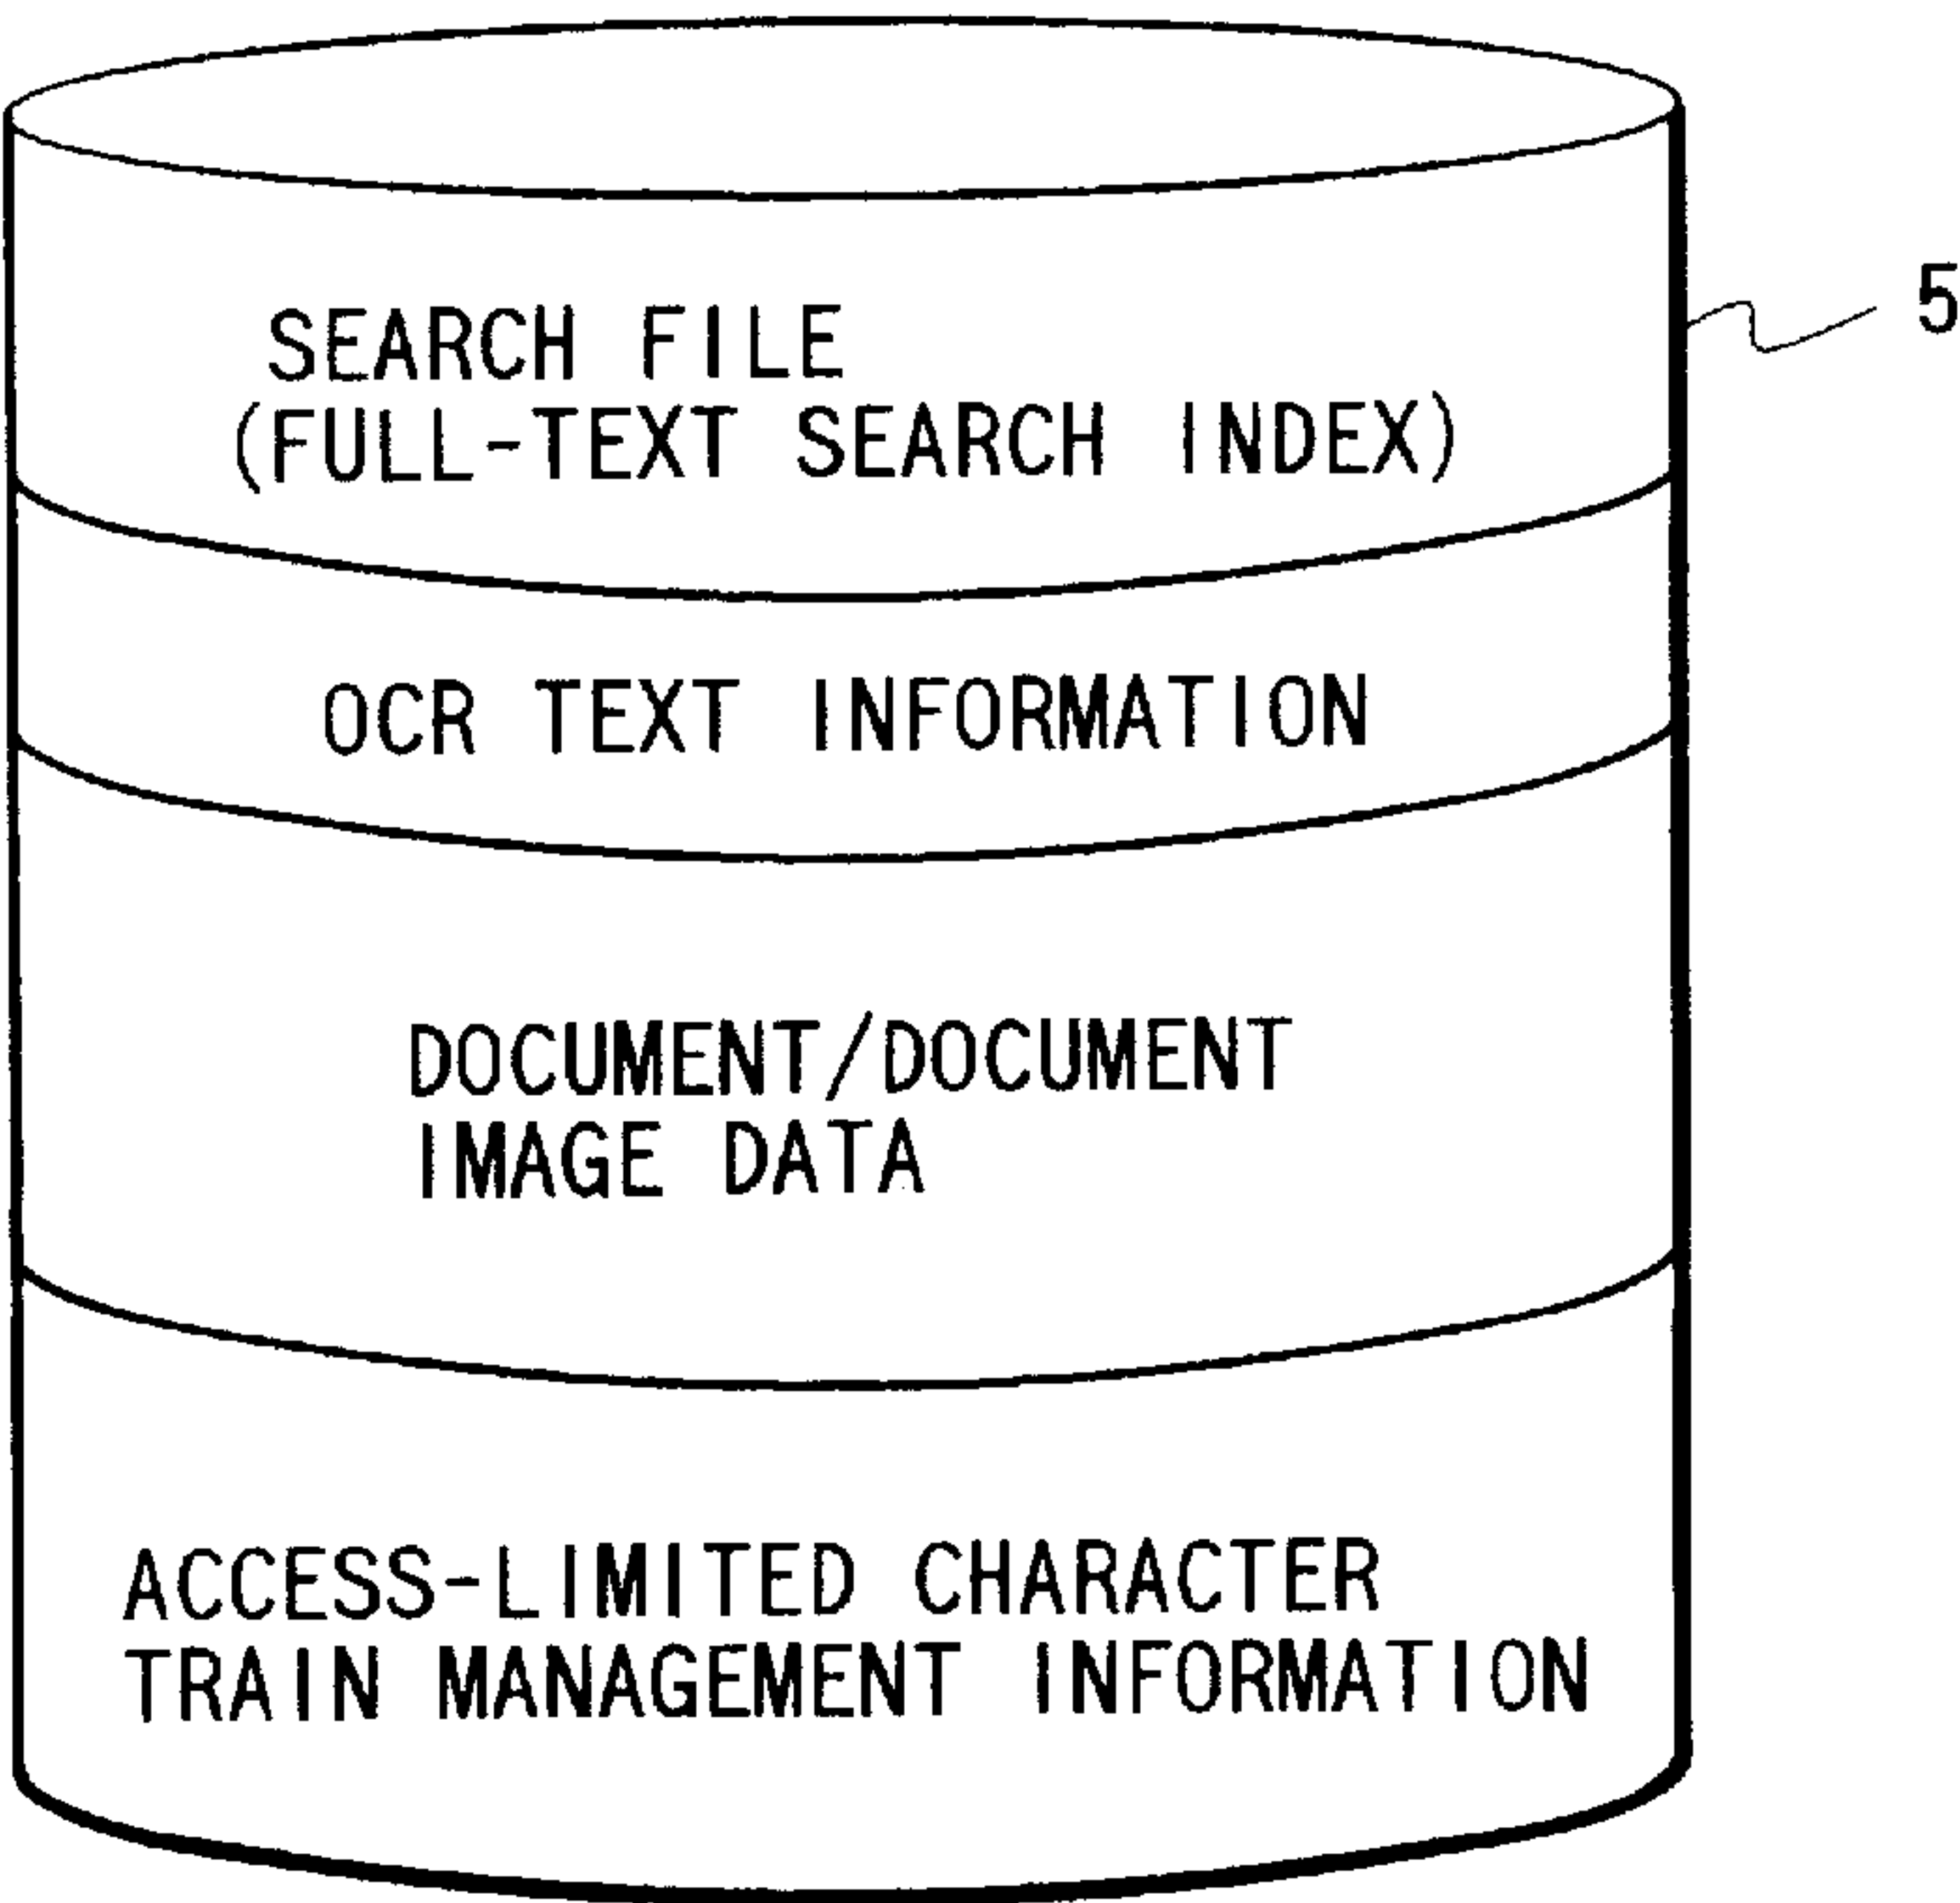 SEARCH FILE
(FULL-TEXT SEARCH INDEX)
5
OCR TEXT INFORMATION
DOCUMENT/DOCUMENT
IMAGE DATA
ACCESS-LIMITED CHARACTER
TRAIN MANAGEMENT INFORMATION